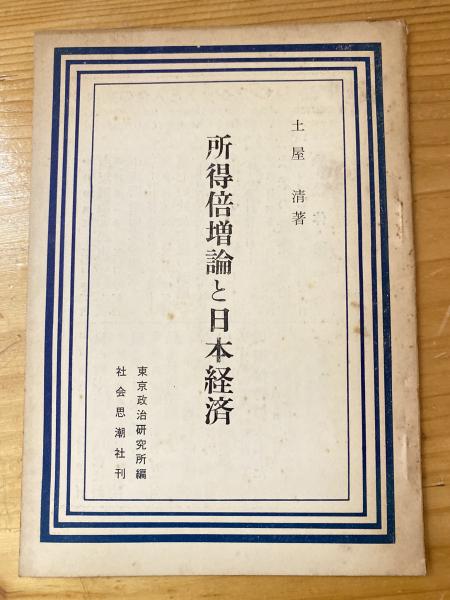 土屋 清著
所得倍増論と日本経済
東京政治研究所編
社会思潮社刊